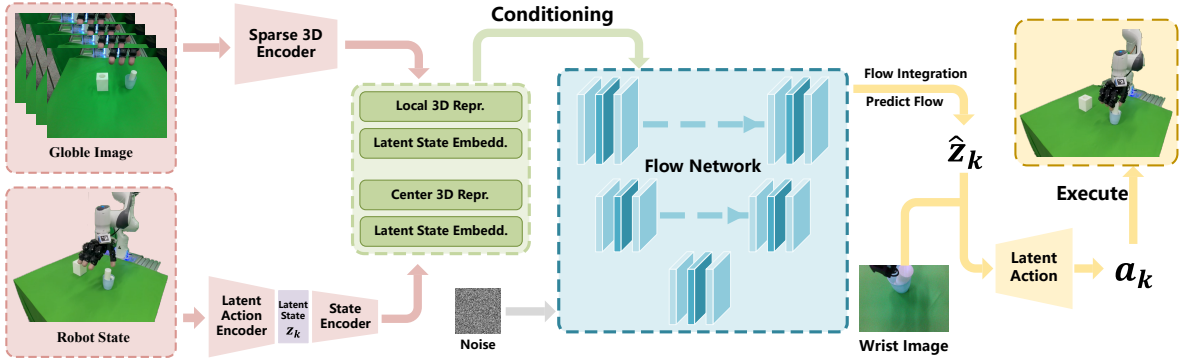 Globle Image
Sparse 3D
Encoder
Conditioning
Local 3D Repr.
Latent State Embedd.
Center 3D Repr.
Latent State Embedd.
Robot State
Latent
Action
Encoder
Latent
State
z_k
State
Encoder
Noise
Flow Network
Flow Integration
Predict Flow
ẑ_k
Wrist Image
Latent
Action
a_k
Execute